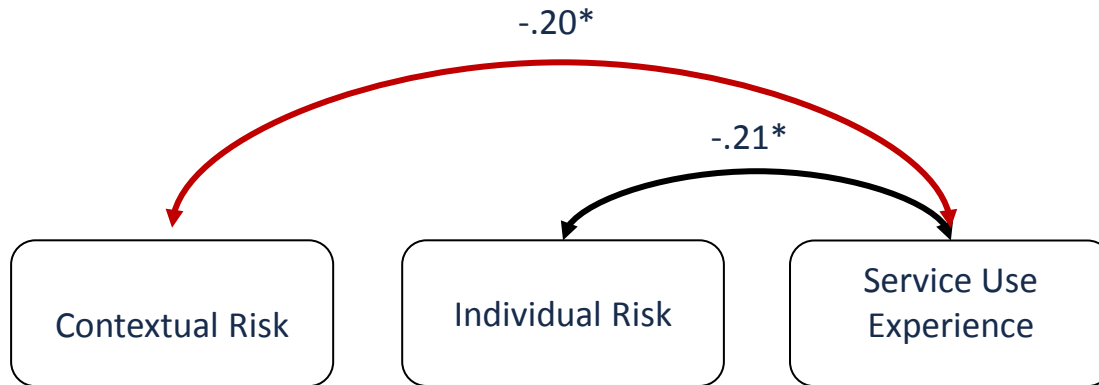 -.20*
-.21*
Contextual Risk
Individual Risk
Service Use
Experience